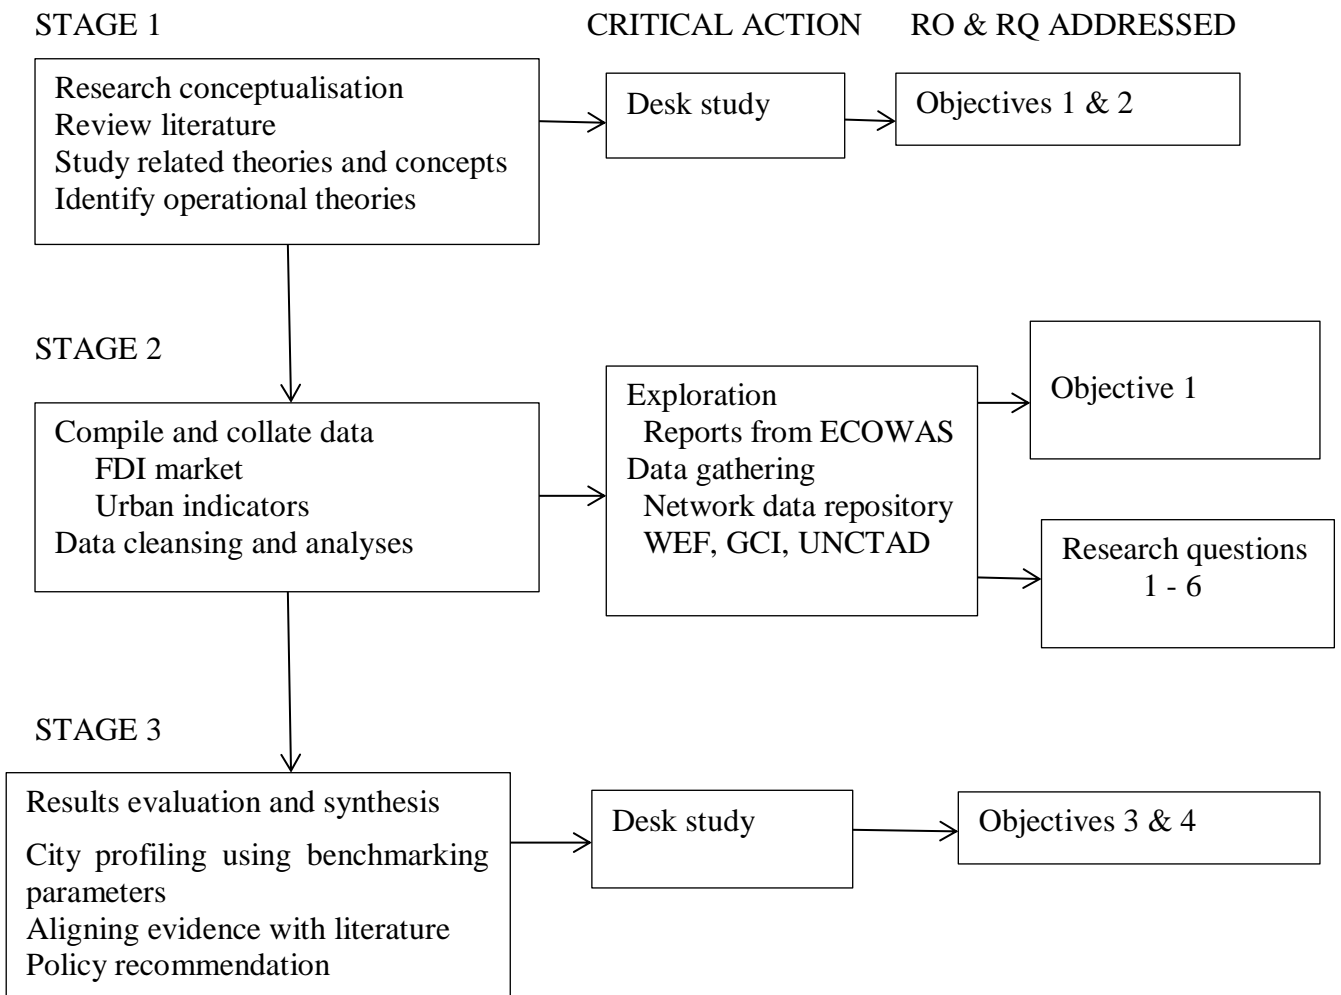 STAGE 1
CRITICAL ACTION
RO & RQ ADDRESSED
Research conceptualisation
Review literature
Study related theories and concepts
Identify operational theories
Desk study
Objectives 1 & 2
STAGE 2
Compile and collate data
FDI market
Urban indicators
Data cleansing and analyses
Exploration
Reports from ECOWAS
Data gathering
Network data repository
WEF, GCI, UNCTAD
Objective 1
Research questions
1 - 6
STAGE 3
Results evaluation and synthesis
City profiling using benchmarking
parameters
Aligning evidence with literature
Policy recommendation
Desk study
Objectives 3 & 4